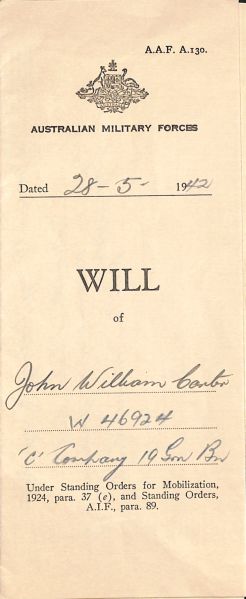 A.A.F. A.130.
AUSTRALIAN MILITARY FORCES
Dated 28-5- 1942
WILL
of
John William Carter
W 46924
'C' Company 19 Gsn Bn
Under Standing Orders for Mobilization,
1924, para. 37 (e), and Standing Orders,
A.I.F., para. 89.